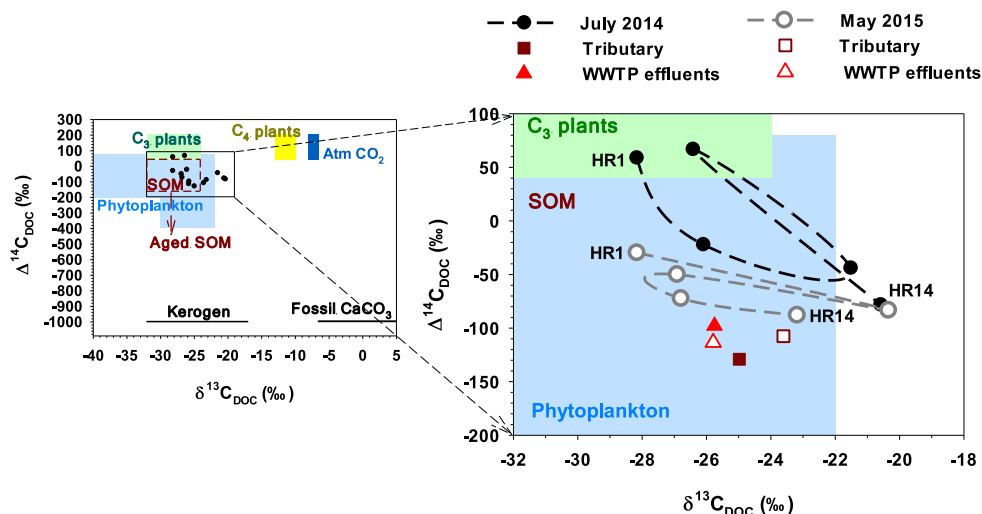 July 2014
May 2015
Tributary
Tributary
WWTP effluents
WWTP effluents
300
200
100
0
-100
-200
-300
-400
-500
-600
-700
-800
-900
-1000
-1100
Δ14CDOC (‰)
C3 plants
C4 plants
Atm CO2
SOM
Phytoplankton
Aged SOM
Kerogen
Fossil CaCO3
-40 -35 -30 -25 -20 -15 -10 -5 0 5
δ13CDOC (‰)
100
50
0
-50
-100
-150
-200
Δ14CDOC (‰)
C3 plants
HR1
SOM
HR1
HR14
HR14
Phytoplankton
-32 -30 -28 -26 -24 -22 -20 -18
δ13CDOC (‰)